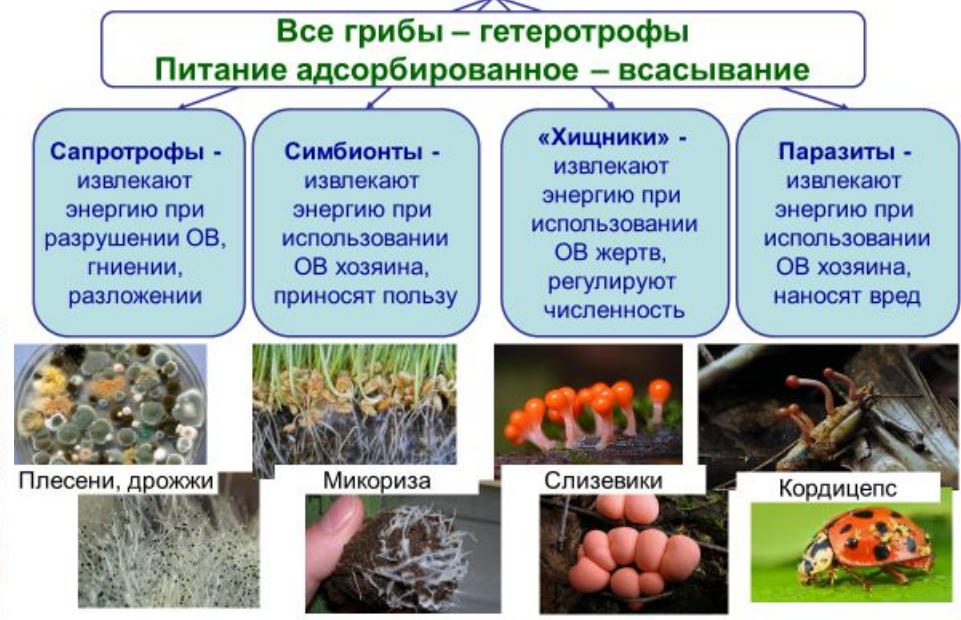 Все грибы – гетеротрофы
Питание адсорбированное – всасывание
Сапротрофы -
извлекают
энергию при
разрушении ОВ,
гниении,
разложении
Симбионты -
извлекают
энергию при
использовании
ОВ хозяина,
приносят пользу
«Хищники» -
извлекают
энергию при
использовании
ОВ жертв,
регулируют
численность
Паразиты -
извлекают
энергию при
использовании
ОВ хозяина,
наносят вред
Плесени, дрожжи
Микориза
Слизевики
Кордицепс